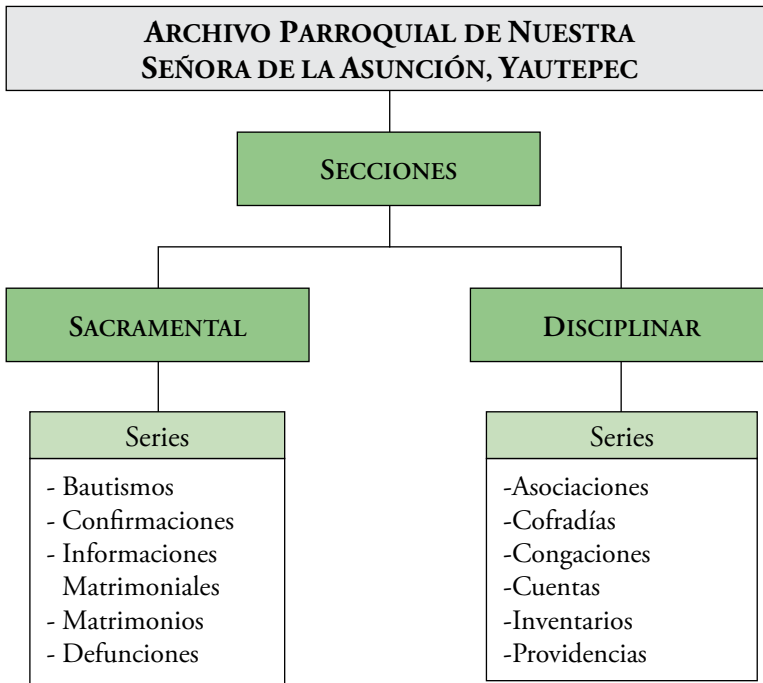 ARCHIVO PARROQUIAL DE NUESTRA
SEÑORA DE LA ASUNCIÓN, YAUTEPEC
SECCIONES
SACRAMENTAL
DISCIPLINAR
Series
- Bautismos
- Confirmaciones
- Informaciones
Matrimoniales
- Matrimonios
- Defunciones
Series
-Asociaciones
-Cofradías
-Congaciones
-Cuentas
-Inventarios
-Providencias